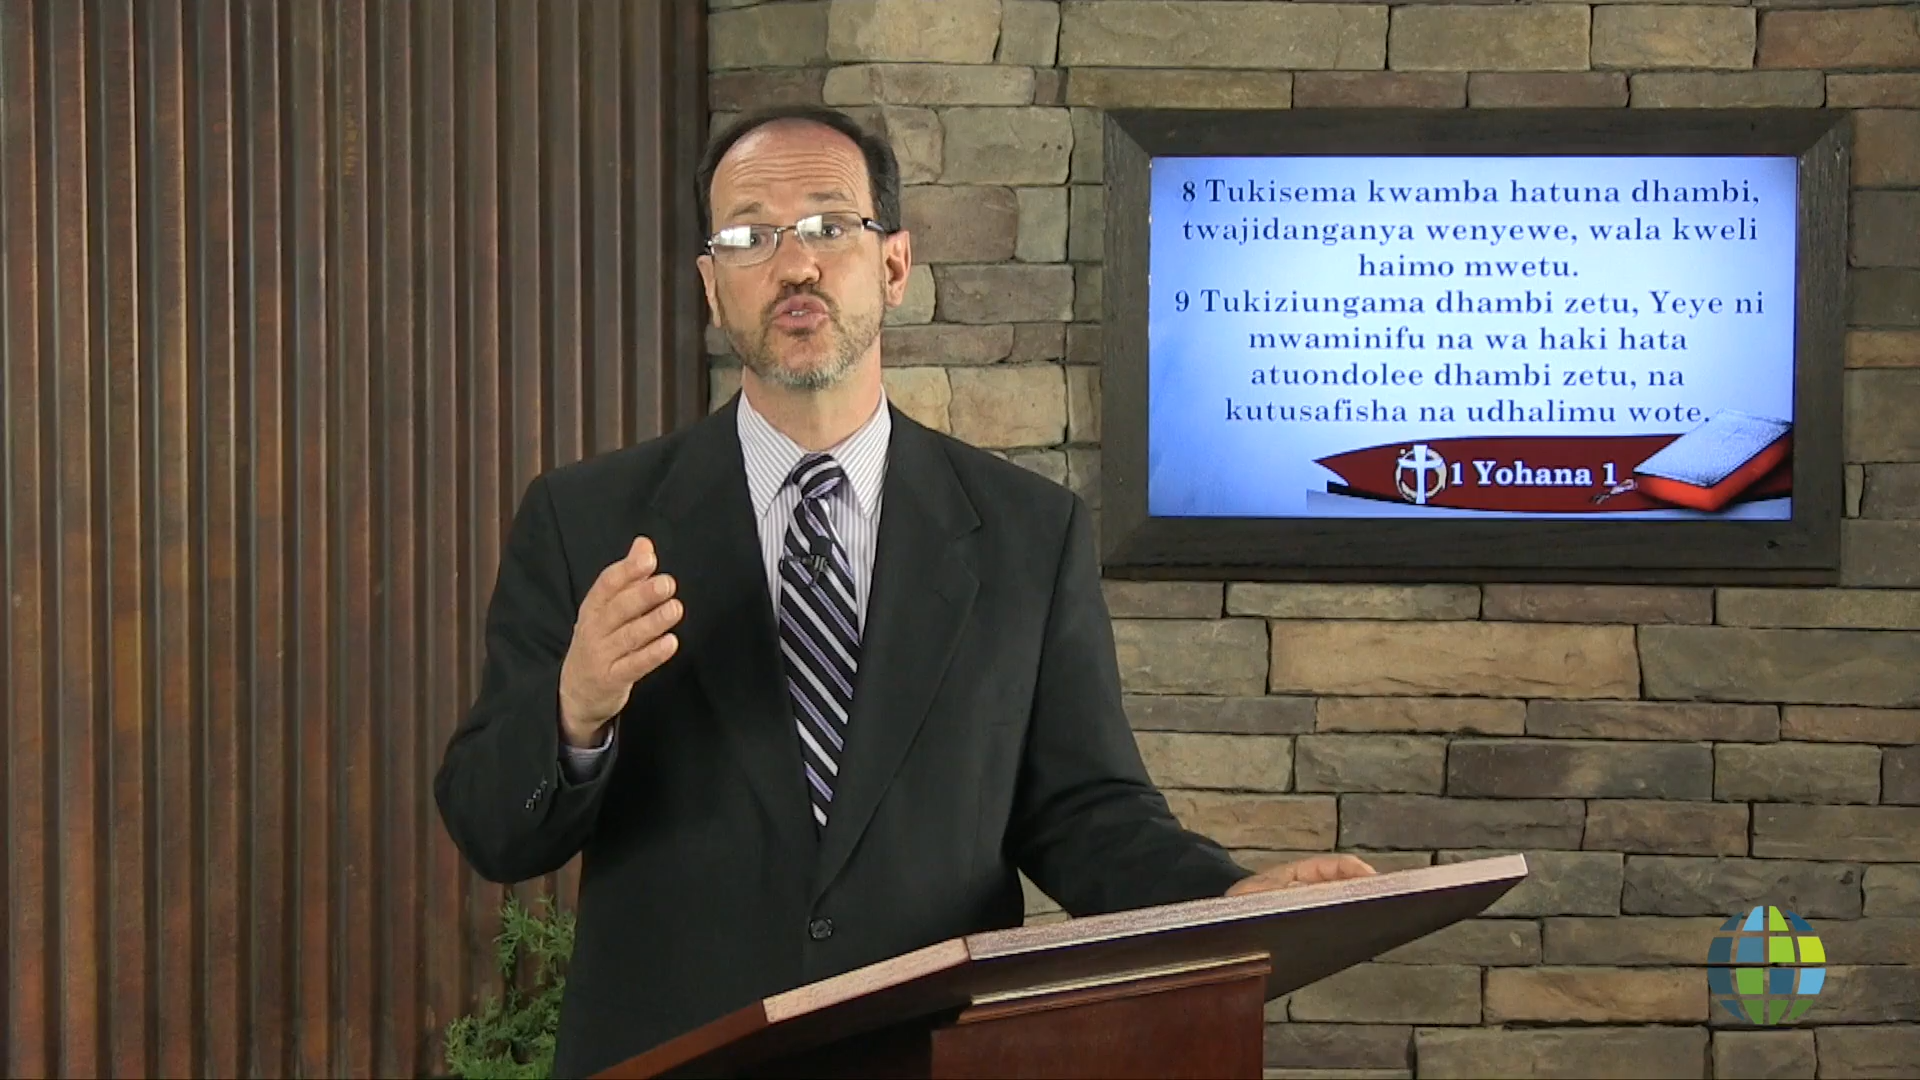 8 Tukisema kwamba hatuna dhambi,
twajidanganya wenyewe, wala kweli
haimo mwetu.
9 Tukiziungama dhambi zetu, Yeye ni
mwaminifu na wa haki hata
atuondolee dhambi zetu, na
kutusafisha na udhalimu wote.
1 Yohana 1